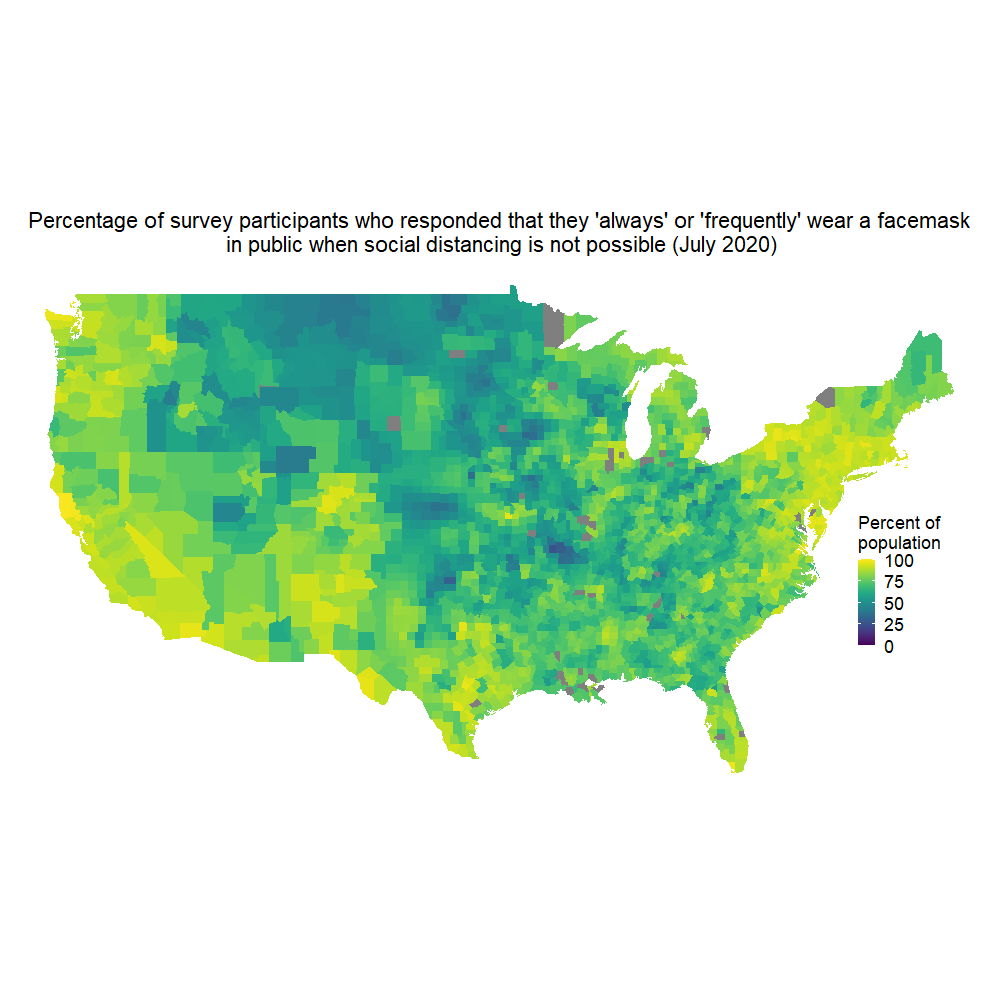 Percentage of survey participants who responded that they 'always' or 'frequently' wear a facemask
in public when social distancing is not possible (July 2020)
Percent of
population
100
75
50
25
0